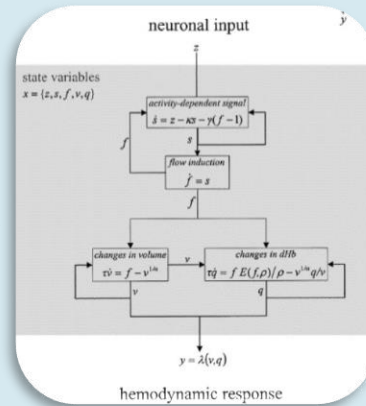 ẏ
neuronal input
z
state variables
x = {z, s, f, v, q}
activity-dependent signal
ṡ = z − κs − γ(f − 1)
f
s
flow induction
ḟ = s
f
changes in volume
τv̇ = f − v^{1/α}
v
changes in dHb
τq̇ = f E(f,ρ)/ρ − v^{1/α} q/v
v
q
y = λ(v,q)
hemodynamic response